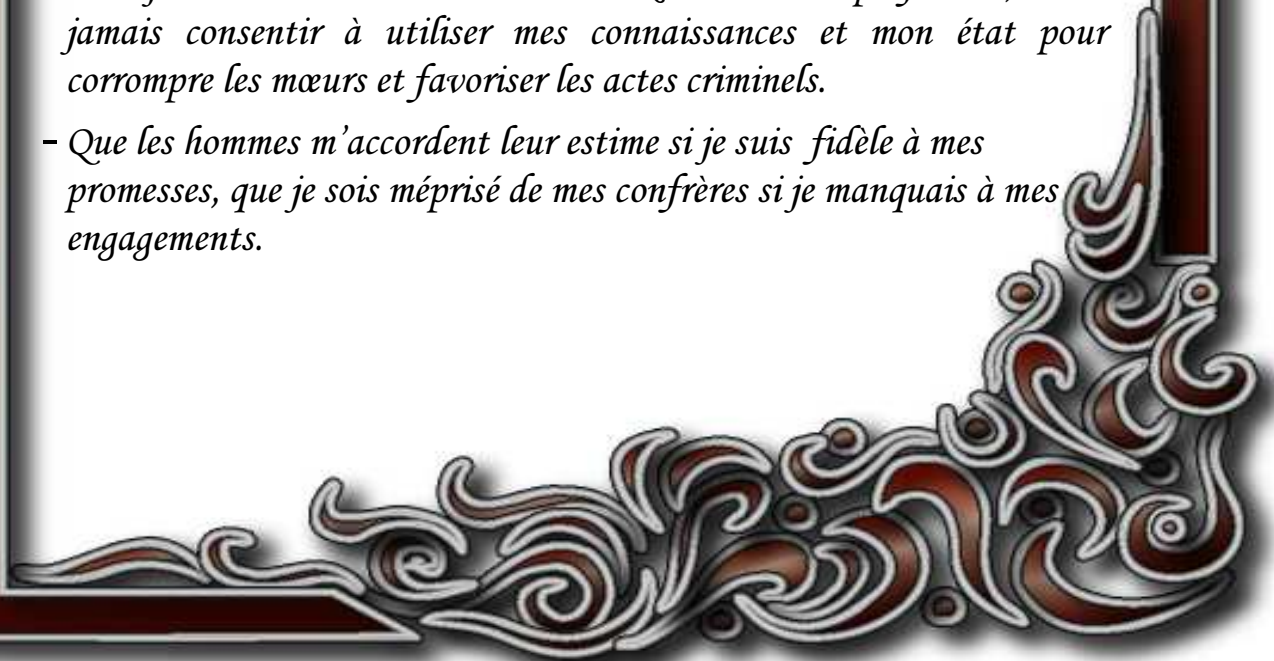 jamais consentir à utiliser mes connaissances et mon état pour
corrompre les mœurs et favoriser les actes criminels.
- Que les hommes m’accordent leur estime si je suis fidèle à mes
promesses, que je sois méprisé de mes confrères si je manquais à mes
engagements.